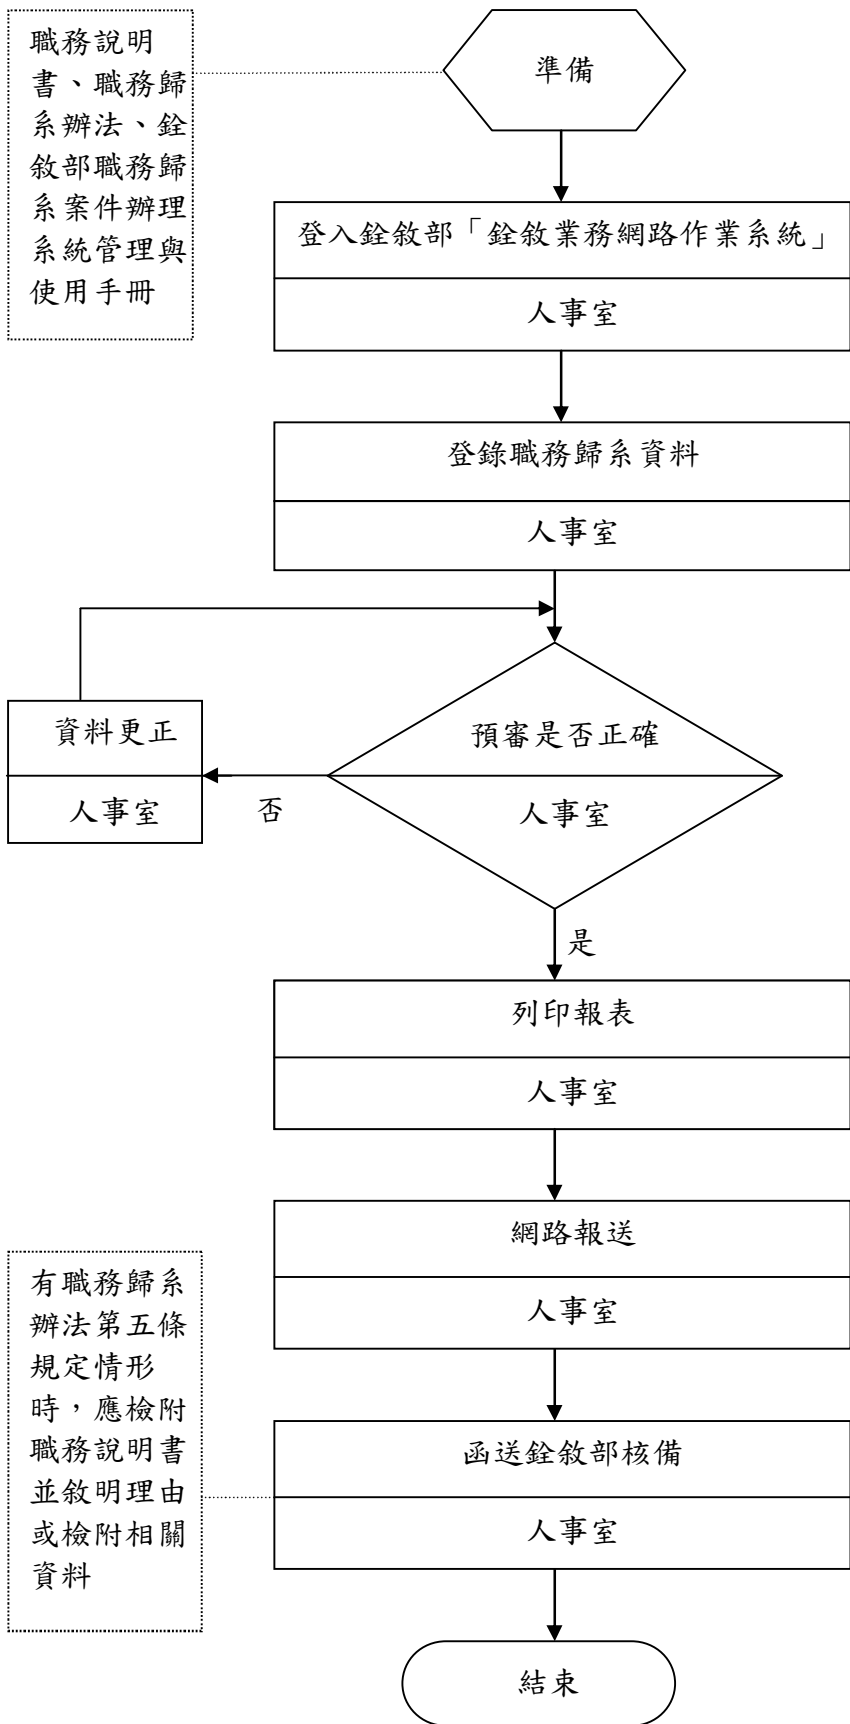 職務說明
書、職務歸
系辦法、銓
敘部職務歸
系案件辦理
系統管理與
使用手冊
準備
登入銓敘部「銓敘業務網路作業系統」
人事室
登錄職務歸系資料
人事室
預審是否正確
人事室
否
資料更正
人事室
是
列印報表
人事室
網路報送
人事室
有職務歸系
辦法第五條
規定情形
時，應檢附
職務說明書
並敘明理由
或檢附相關
資料
函送銓敘部核備
人事室
結束